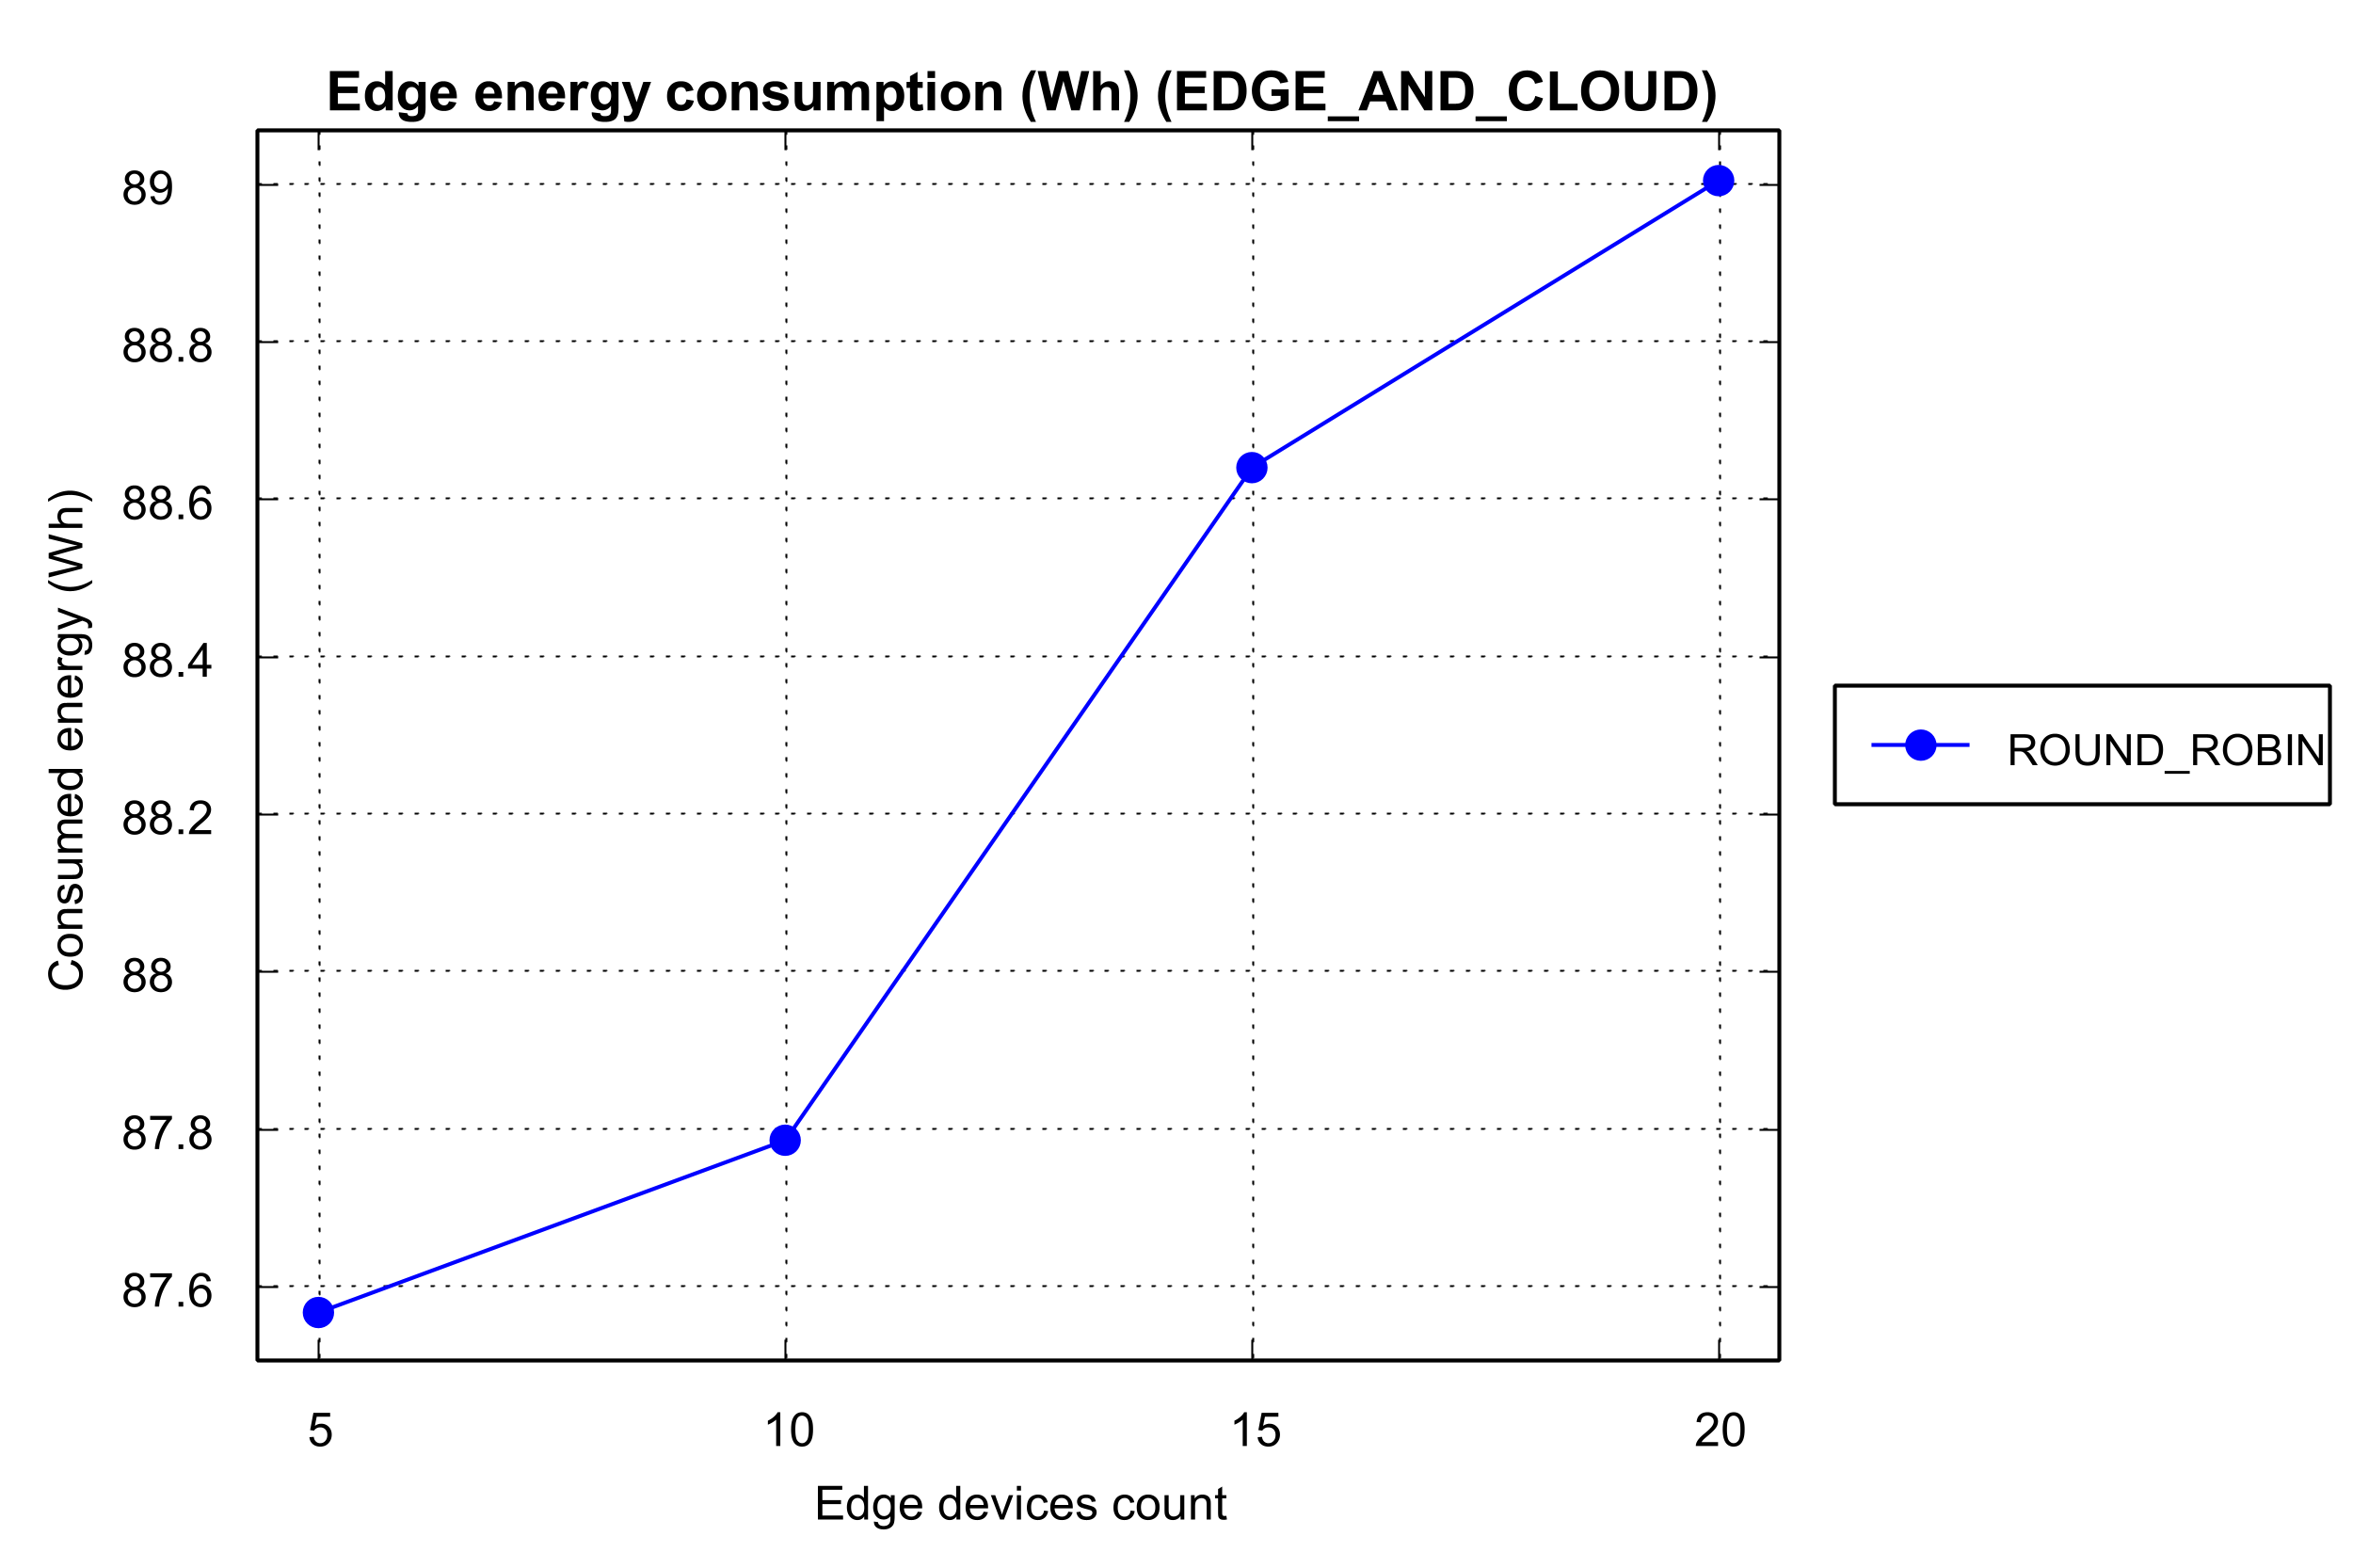 Edge energy consumption (Wh) (EDGE_AND_CLOUD)
89
88.8
88.6
88.4
88.2
88
87.8
87.6
Consumed energy (Wh)
5 10 15 20
Edge devices count
ROUND_ROBIN